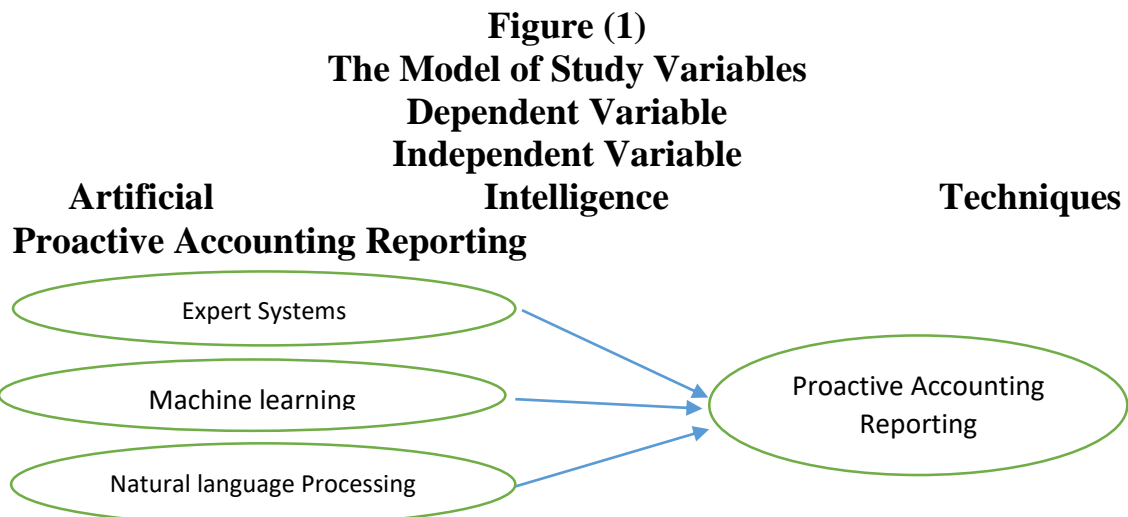 Figure (1)
The Model of Study Variables
Dependent Variable
Independent Variable
Artificial Intelligence Techniques
Proactive Accounting Reporting
Expert Systems
Machine learning
Natural language Processing
Proactive Accounting
Reporting